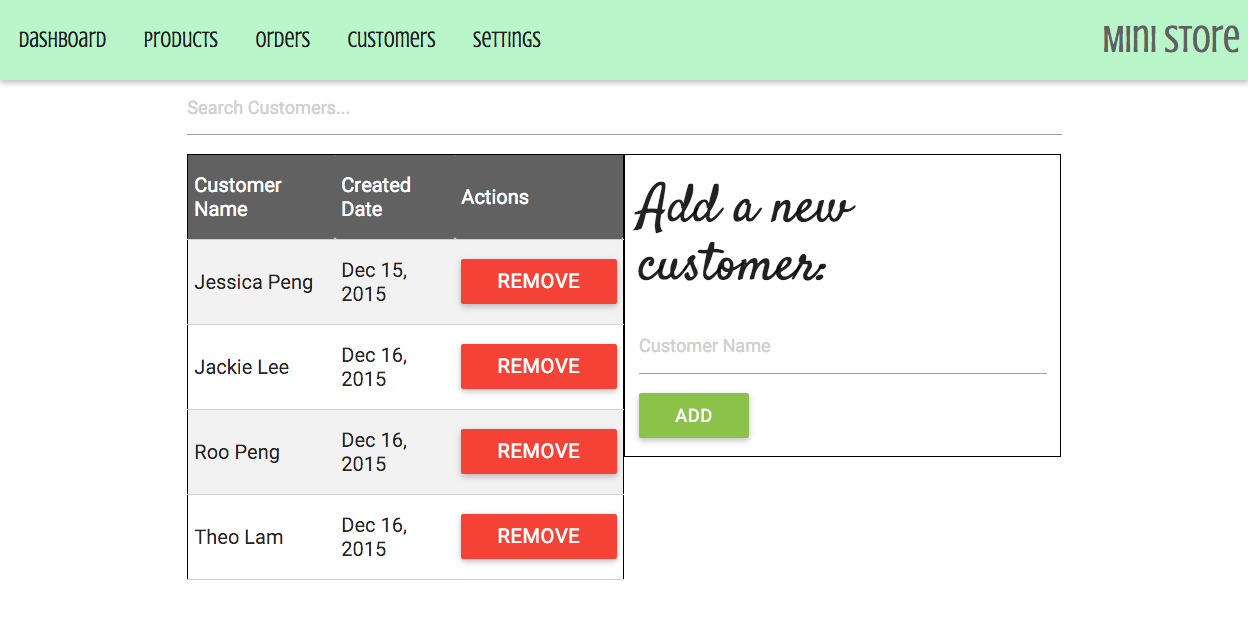 Dashboard Products Orders Customers Settings Mini Store
Search Customers...
Customer Name
Created Date
Actions
Jessica Peng
Dec 15, 2015
REMOVE
Jackie Lee
Dec 16, 2015
REMOVE
Roo Peng
Dec 16, 2015
REMOVE
Theo Lam
Dec 16, 2015
REMOVE
Add a new
customer:
Customer Name
ADD